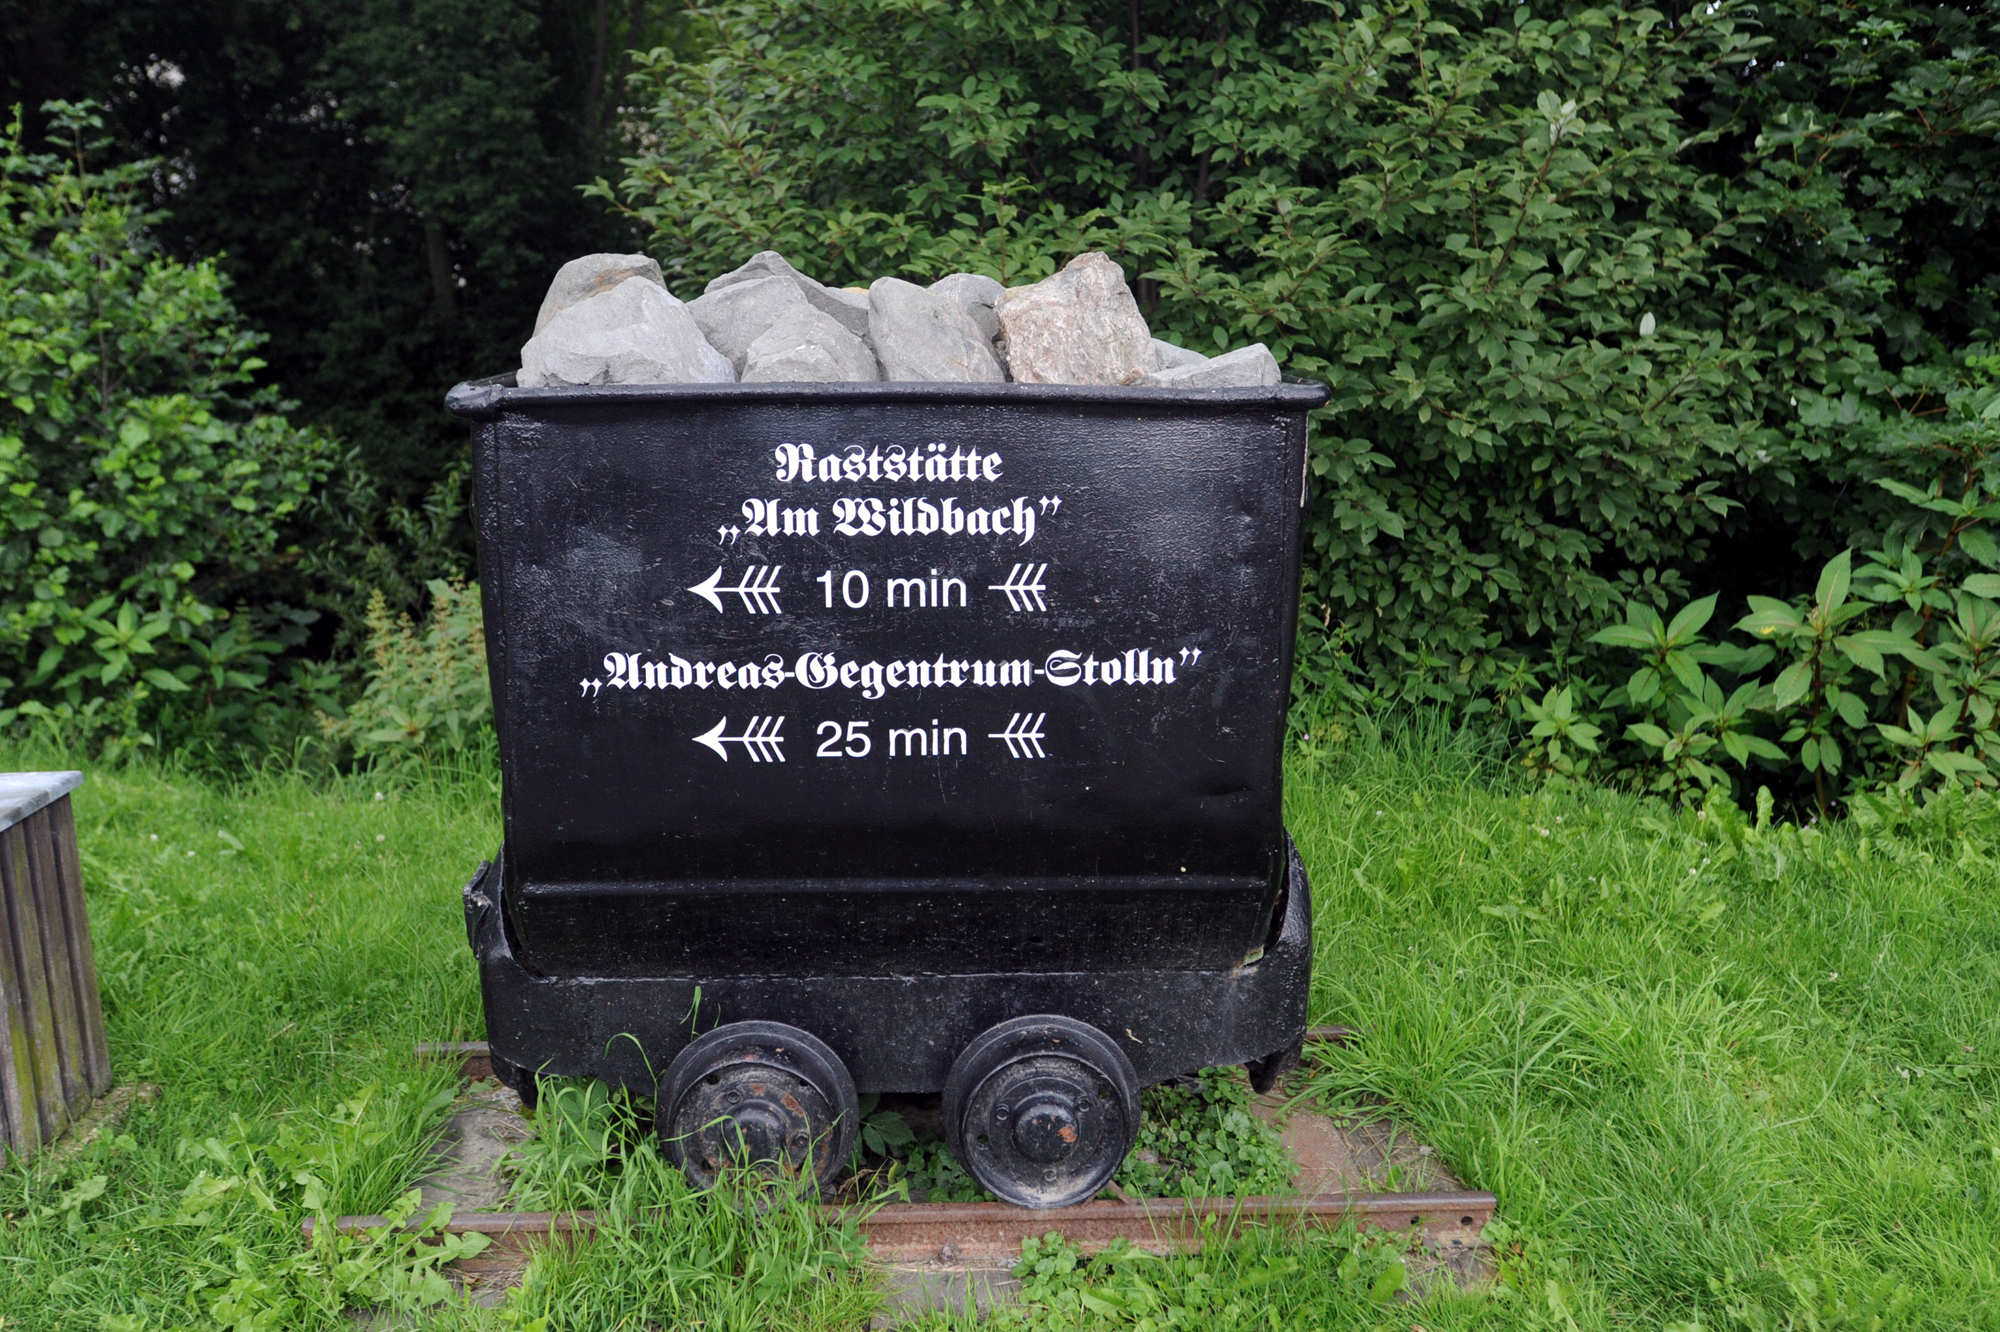 Raststätte
„Am Wildbach”
10 min
„Andreas-Gegentrum-Stolln”
25 min